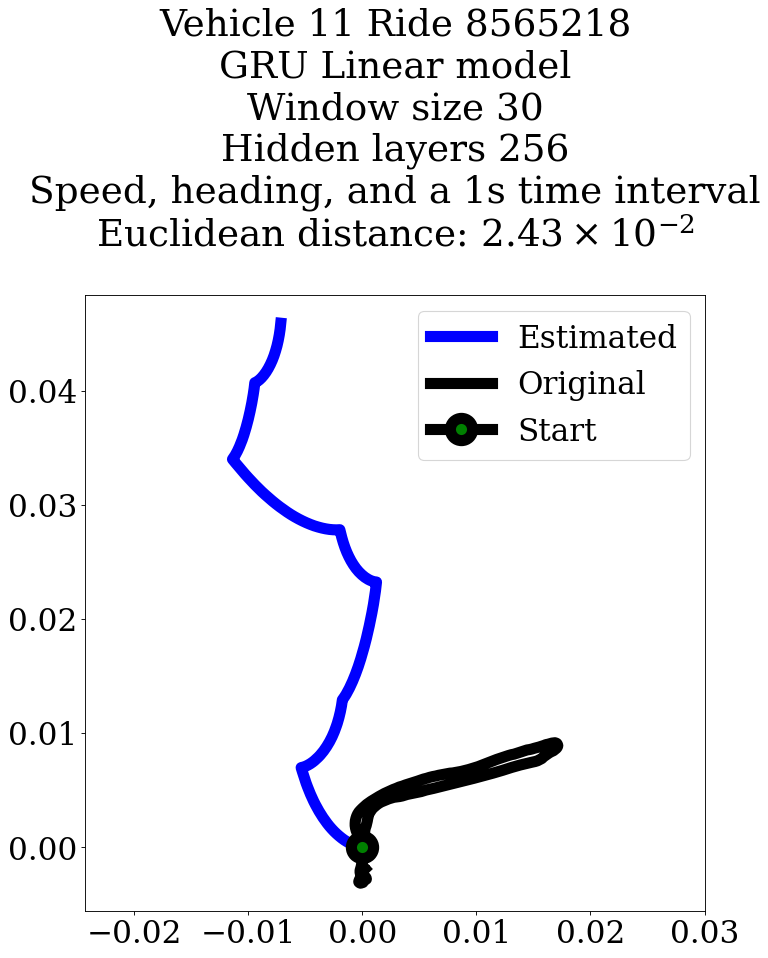 Vehicle 11 Ride 8565218
GRU Linear model
Window size 30
Hidden layers 256
Speed, heading, and a 1s time interval
Euclidean distance: 2.43 × 10⁻²
Estimated
Original
Start
0.04
0.03
0.02
0.01
0.00
−0.02 −0.01 0.00 0.01 0.02 0.03